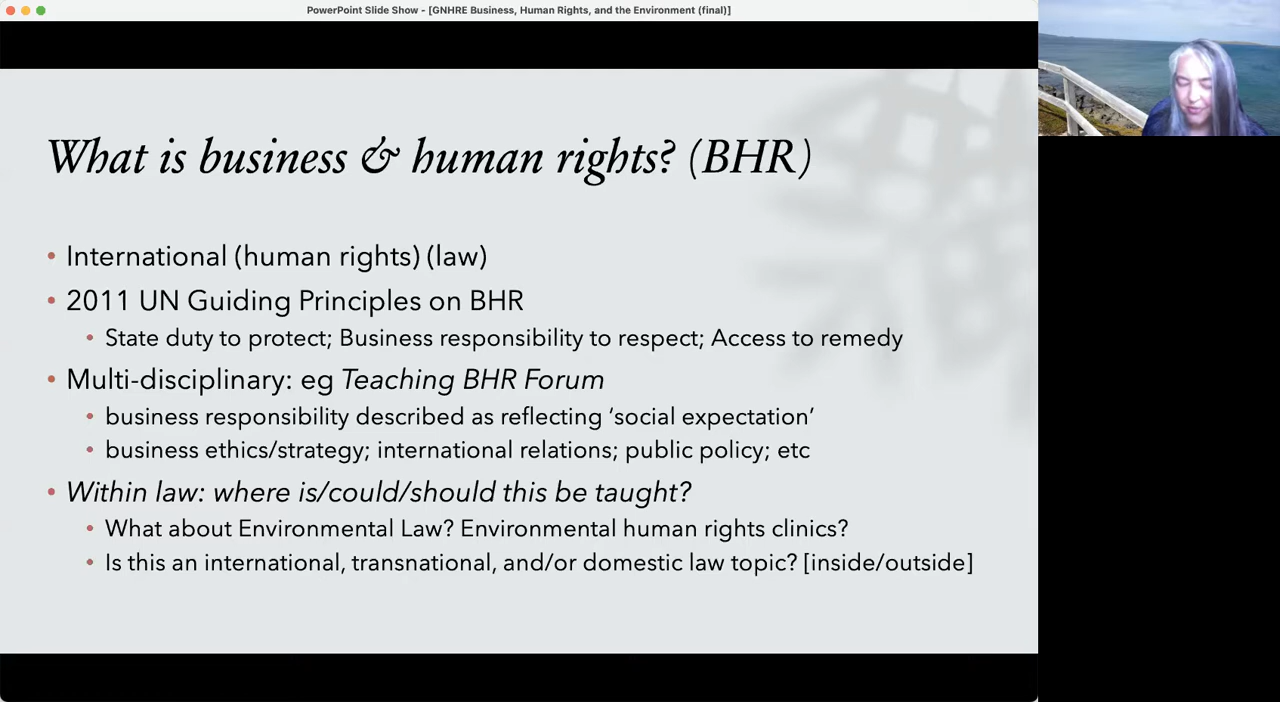 PowerPoint Slide Show - [GNHRE Business, Human Rights, and the Environment (final)]
What is business & human rights? (BHR)
• International (human rights) (law)
• 2011 UN Guiding Principles on BHR
• State duty to protect; Business responsibility to respect; Access to remedy
• Multi-disciplinary: eg Teaching BHR Forum
• business responsibility described as reflecting ‘social expectation’
• business ethics/strategy; international relations; public policy; etc
• Within law: where is/could/should this be taught?
• What about Environmental Law? Environmental human rights clinics?
• Is this an international, transnational, and/or domestic law topic? [inside/outside]